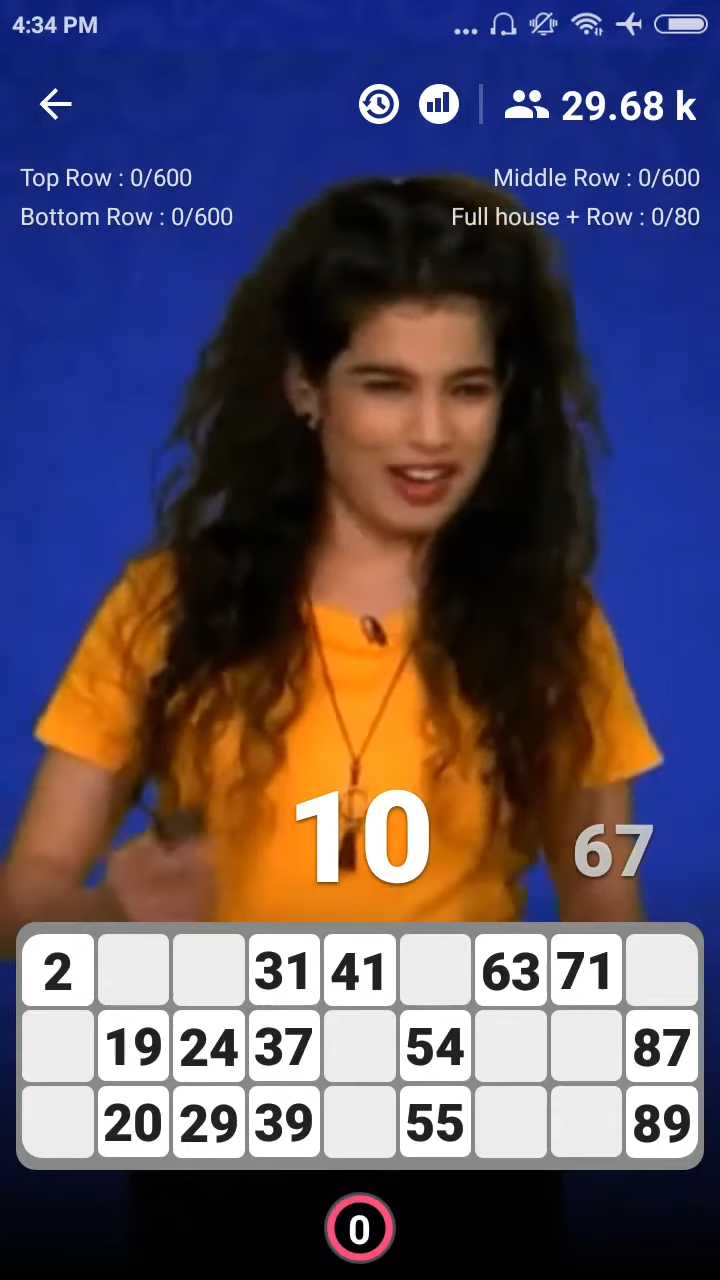 4:34 PM
29.68 k
Top Row : 0/600 Middle Row : 0/600
Bottom Row : 0/600 Full house + Row : 0/80
10 67
2 31 41 63 71
19 24 37 54 87
20 29 39 55 89
0